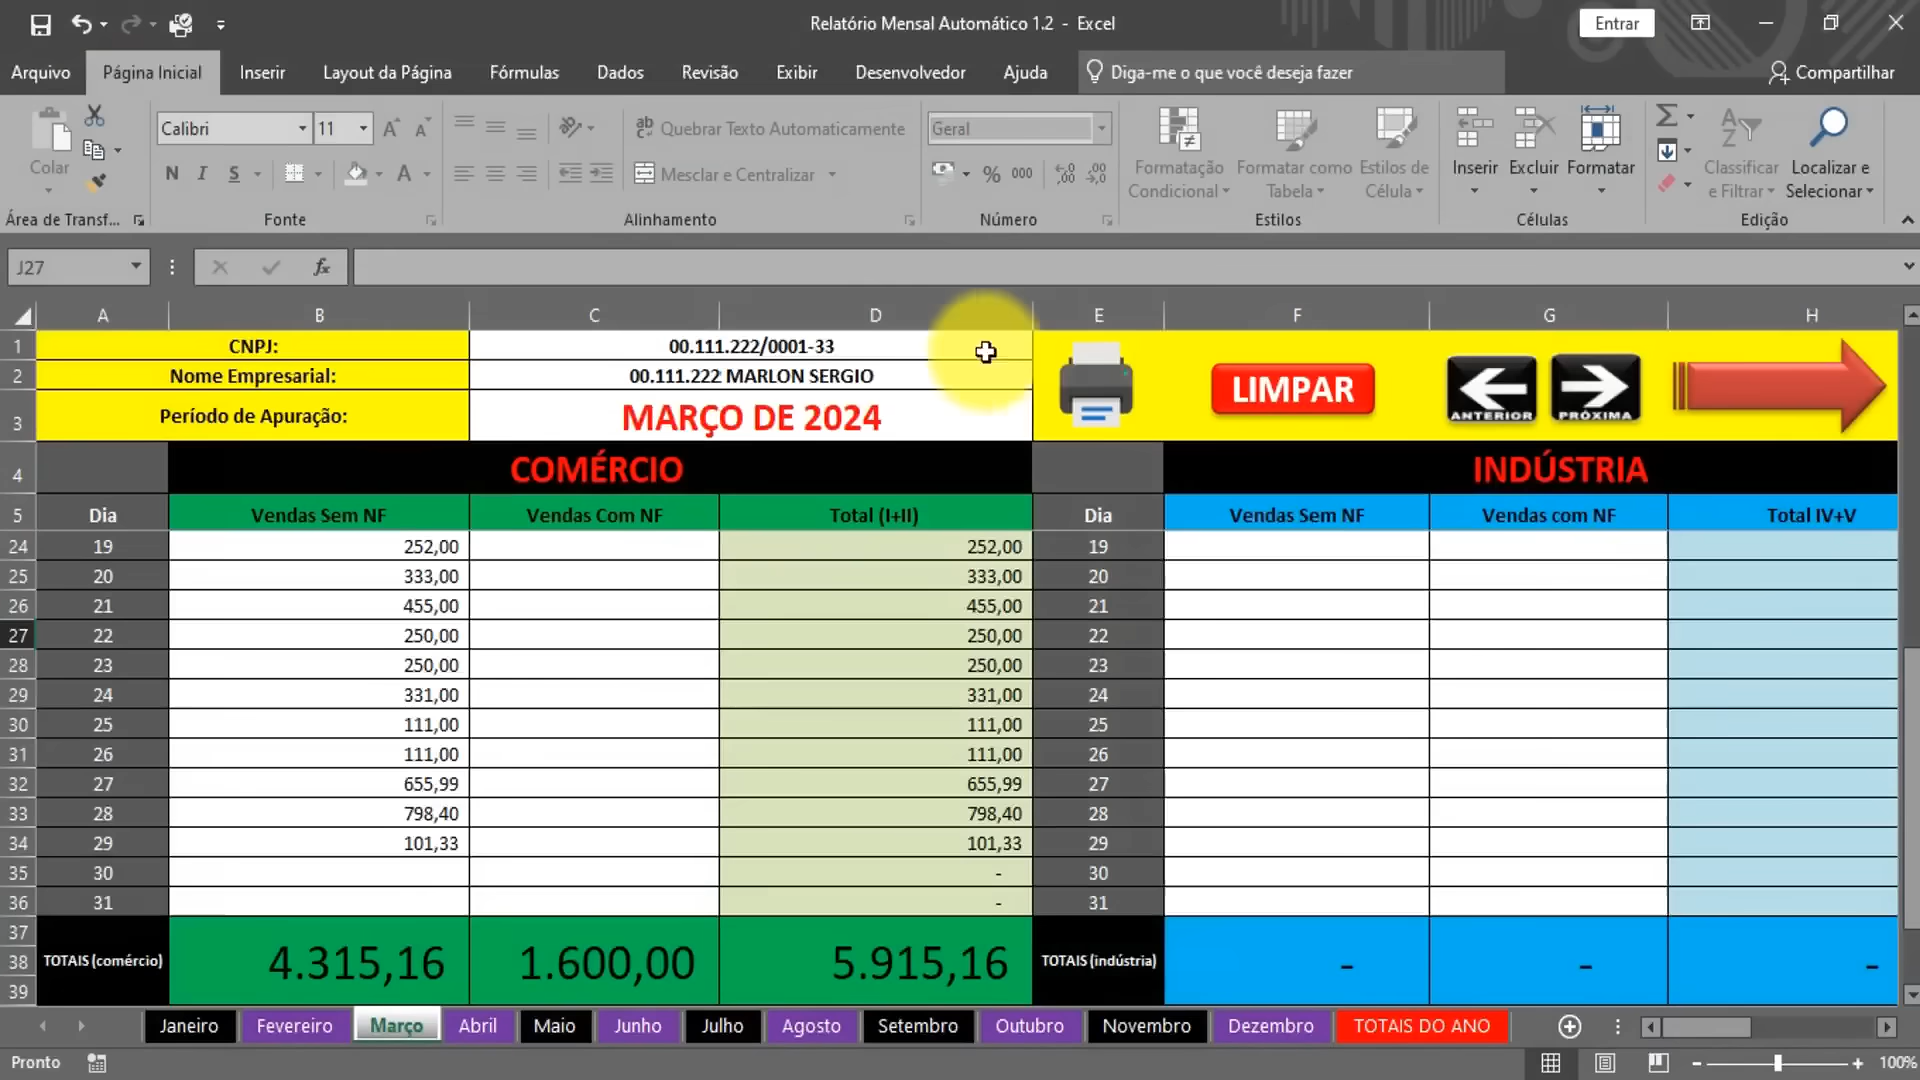 Relatório Mensal Automático 1.2 - Excel
Entrar
Arquivo Página Inicial Inserir Layout da Página Fórmulas Dados Revisão Exibir Desenvolvedor Ajuda Diga-me o que você deseja fazer Compartilhar
Colar
Área de Transf...
Calibri 11
N I S A
Fonte
Quebrar Texto Automaticamente
Mesclar e Centralizar
Alinhamento
Geral
% 000
Número
Formatação Condicional
Formatar como Tabela
Estilos de Célula
Estilos
Inserir Excluir Formatar
Células
Classificar e Filtrar
Localizar e Selecionar
Edição
J27 fx
A B C D E F G H
1 CNPJ: 00.111.222/0001-33
2 Nome Empresarial: 00.111.222 MARLON SERGIO
3 Período de Apuração: MARÇO DE 2024
LIMPAR ANTERIOR PRÓXIMA
4 COMÉRCIO INDÚSTRIA
5 Dia Vendas Sem NF Vendas Com NF Total (I+II) Dia Vendas Sem NF Vendas com NF Total IV+V
24 19 252,00 252,00 19
25 20 333,00 333,00 20
26 21 455,00 455,00 21
27 22 250,00 250,00 22
28 23 250,00 250,00 23
29 24 331,00 331,00 24
30 25 111,00 111,00 25
31 26 111,00 111,00 26
32 27 655,99 655,99 27
33 28 798,40 798,40 28
34 29 101,33 101,33 29
35 30 - 30
36 31 - 31
37
38 TOTAIS (comércio) 4.315,16 1.600,00 5.915,16 TOTAIS (indústria) - - -
39
Janeiro Fevereiro Março Abril Maio Junho Julho Agosto Setembro Outubro Novembro Dezembro TOTAIS DO ANO
Pronto 100%